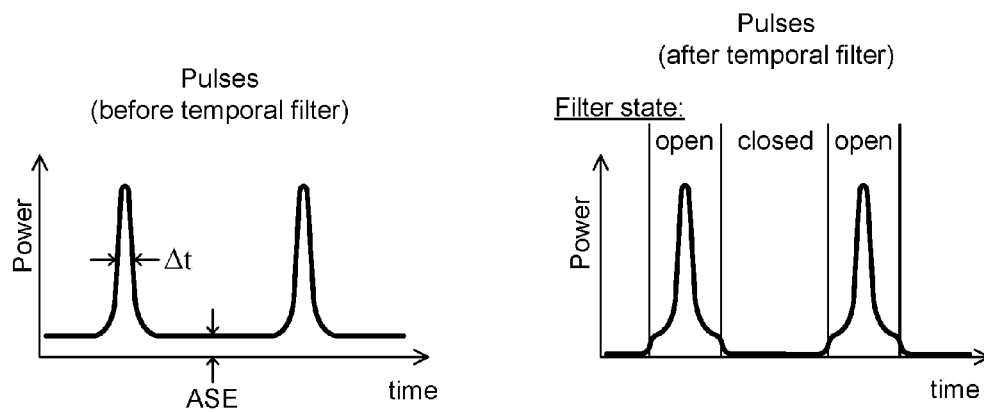 Pulses
(before temporal filter)
Power
Δt
ASE
time
Pulses
(after temporal filter)
Filter state:
open closed open
Power
time